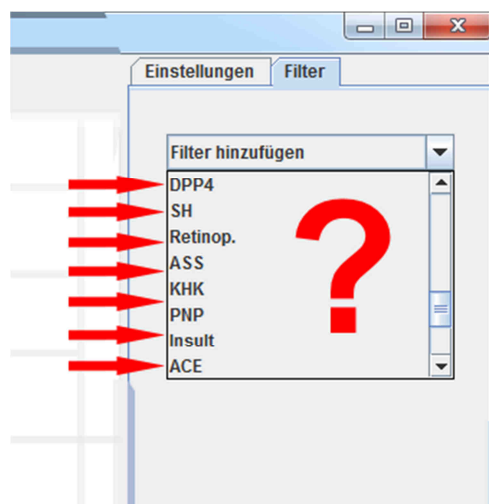 Einstellungen Filter
Filter hinzufügen
DPP4
SH
Retinop.
ASS
KHK
PNP
Insult
ACE
?